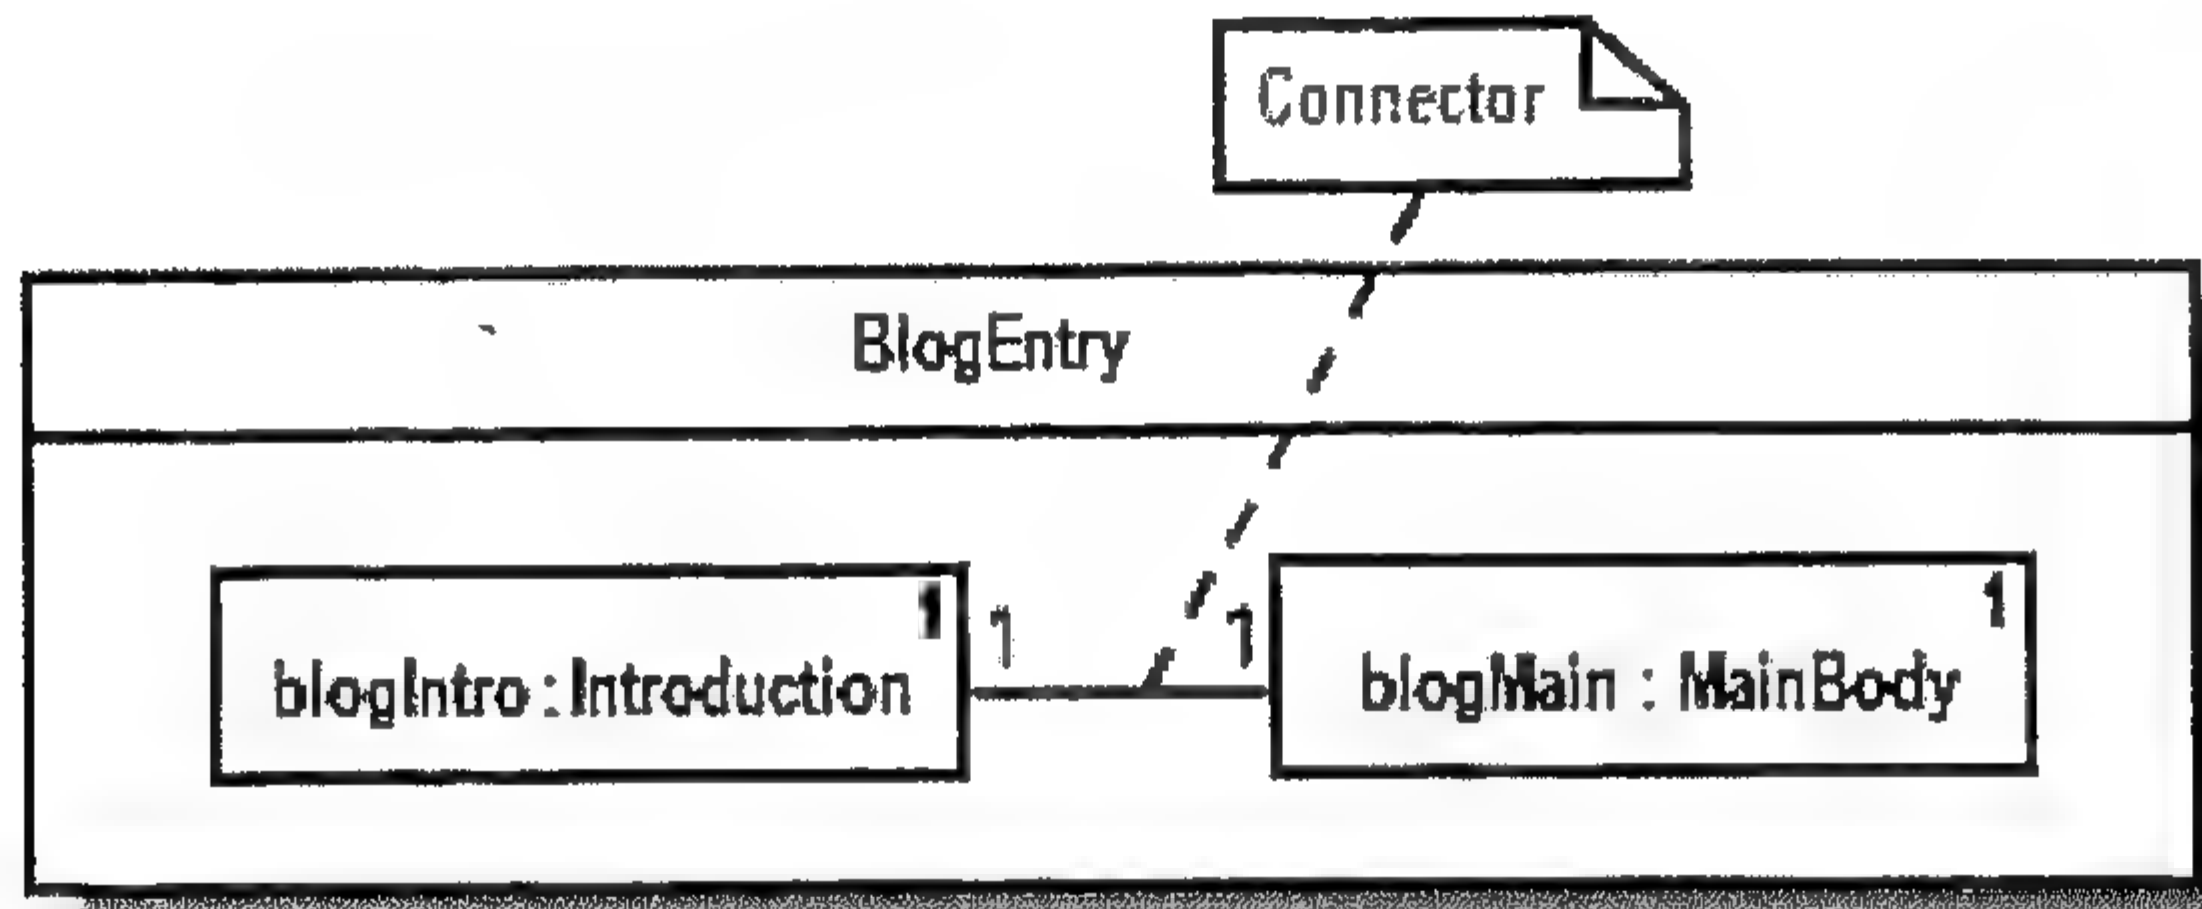 Connector
BlogEntry
1
1
1
1
blogIntro : Introduction
blogMain : MainBody